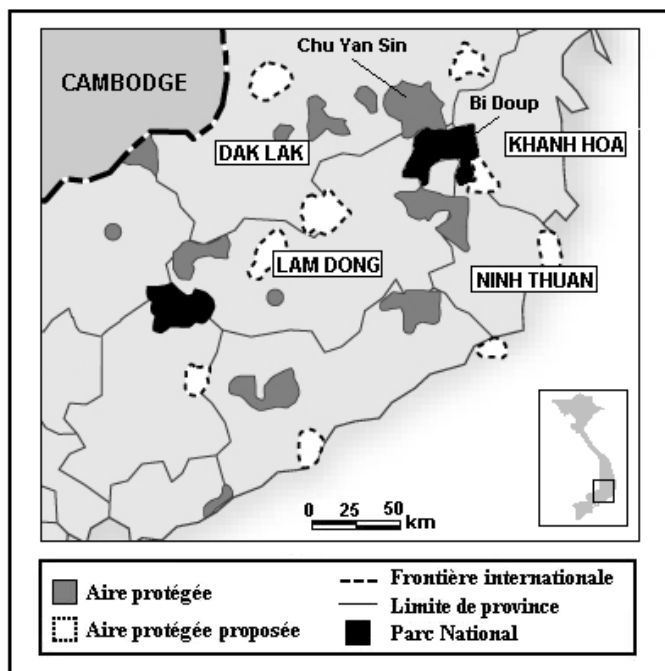 Chu Yan Sin
CAMBODGE
Bi Doup
DAK LAK
KHANH HOA
LAM DONG
NINH THUAN
0 25 50
km
Aire protégée
Aire protégée proposée
Frontière internationale
Limite de province
Parc National